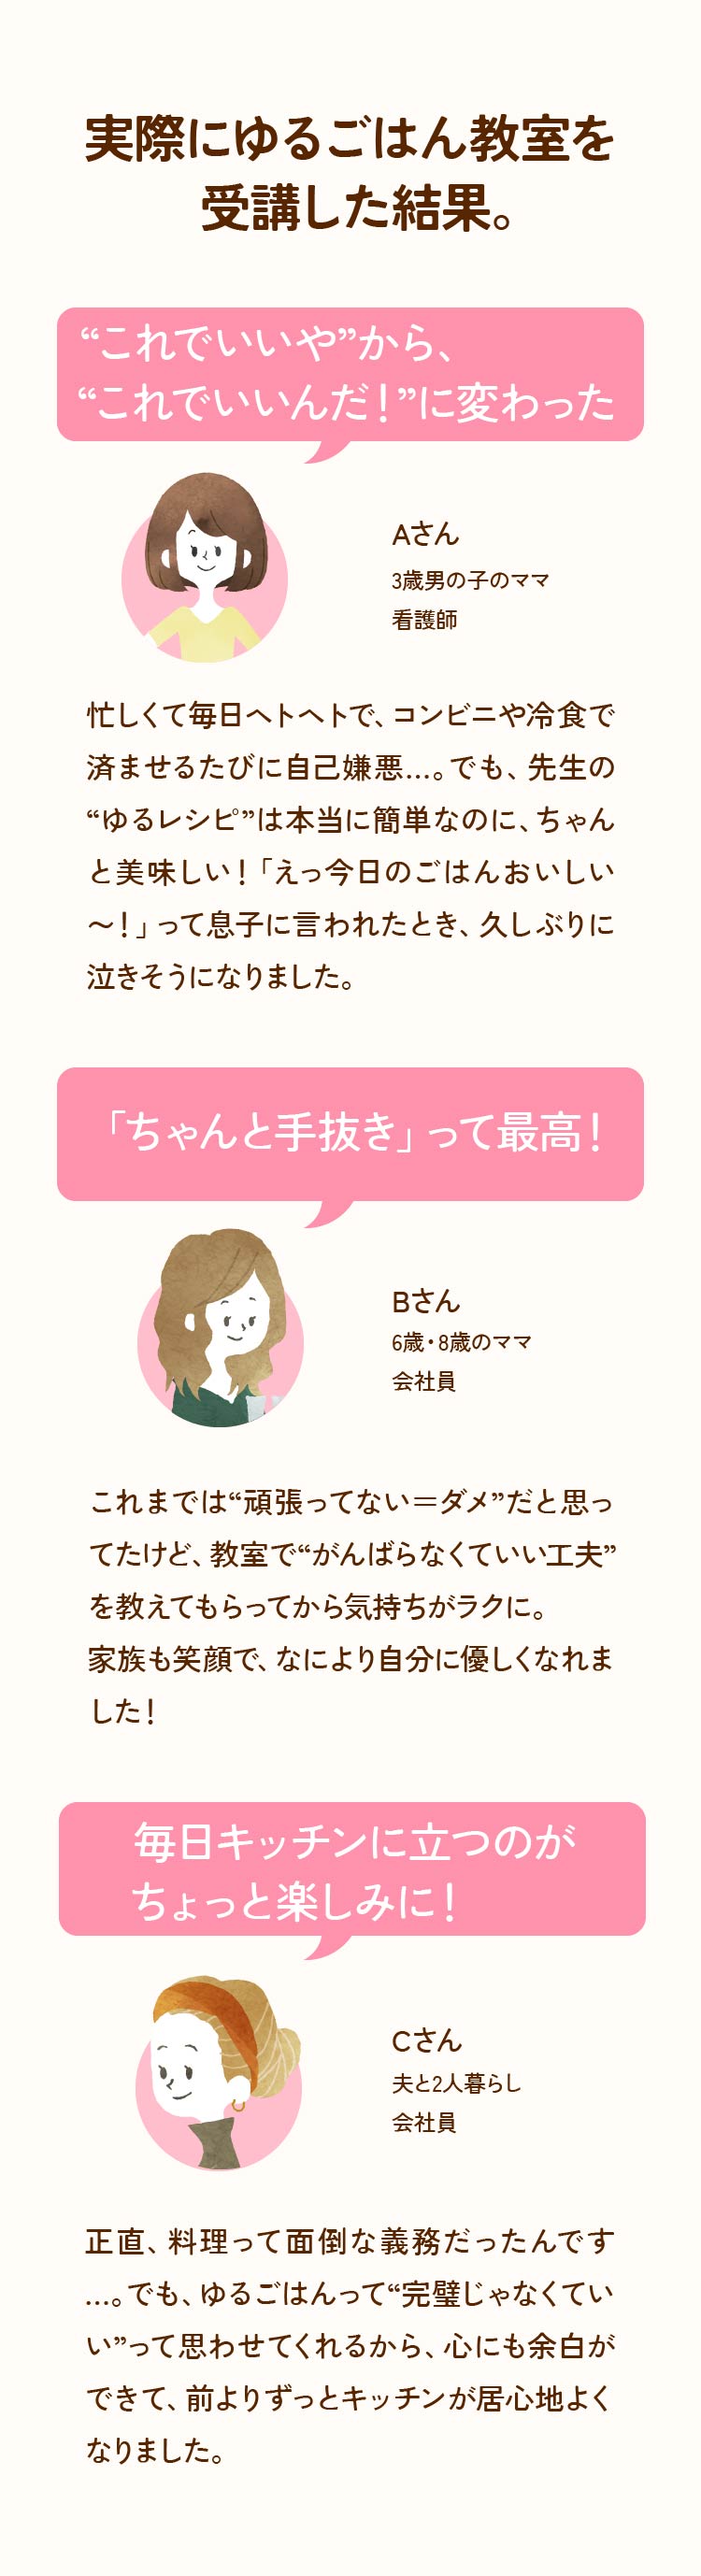 実際にゆるごはん教室を
受講した結果。
“これでいいや”から、
“これでいいんだ！”に変わった
Aさん
3歳男の子のママ
看護師
忙しくて毎日ヘトヘトで、コンビニや冷食で
済ませるたびに自己嫌悪…。でも、先生の
“ゆるレシピ”は本当に簡単なのに、ちゃん
と美味しい！「えっ今日のごはんおいしい
～！」って息子に言われたとき、久しぶりに
泣きそうになりました。
「ちゃんと手抜き」って最高！
Bさん
6歳・8歳のママ
会社員
これまでは“頑張ってない＝ダメ”だと思っ
てたけど、教室で“がんばらなくていい工夫”
を教えてもらってから気持ちがラクに。
家族も笑顔で、なにより自分に優しくなれま
した！
毎日キッチンに立つのが
ちょっと楽しみに！
Cさん
夫と2人暮らし
会社員
正直、料理って面倒な義務だったんです
…。でも、ゆるごはんって“完璧じゃなくてい
い”って思わせてくれるから、心にも余白が
できて、前よりずっとキッチンが居心地よく
なりました。